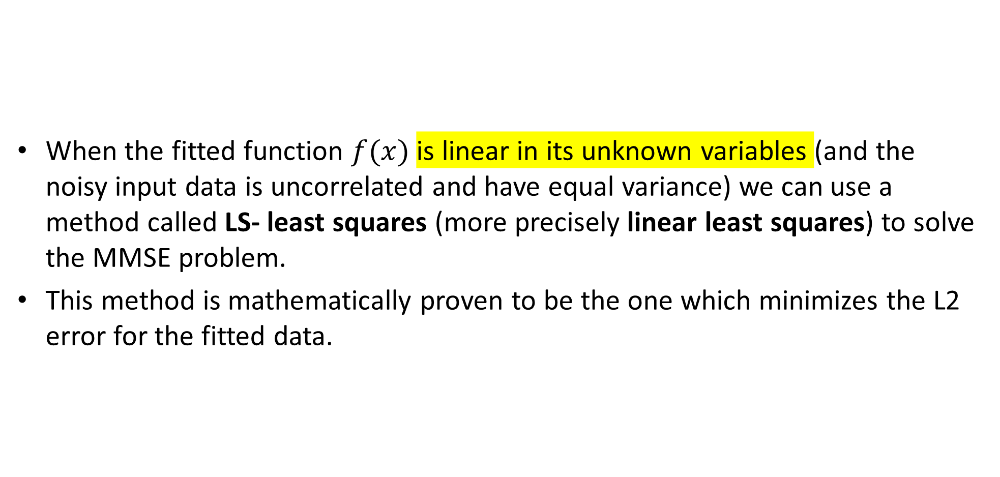 • When the fitted function 𝑓(𝑥) is linear in its unknown variables (and the
noisy input data is uncorrelated and have equal variance) we can use a
method called LS- least squares (more precisely linear least squares) to solve
the MMSE problem.
• This method is mathematically proven to be the one which minimizes the L2
error for the fitted data.